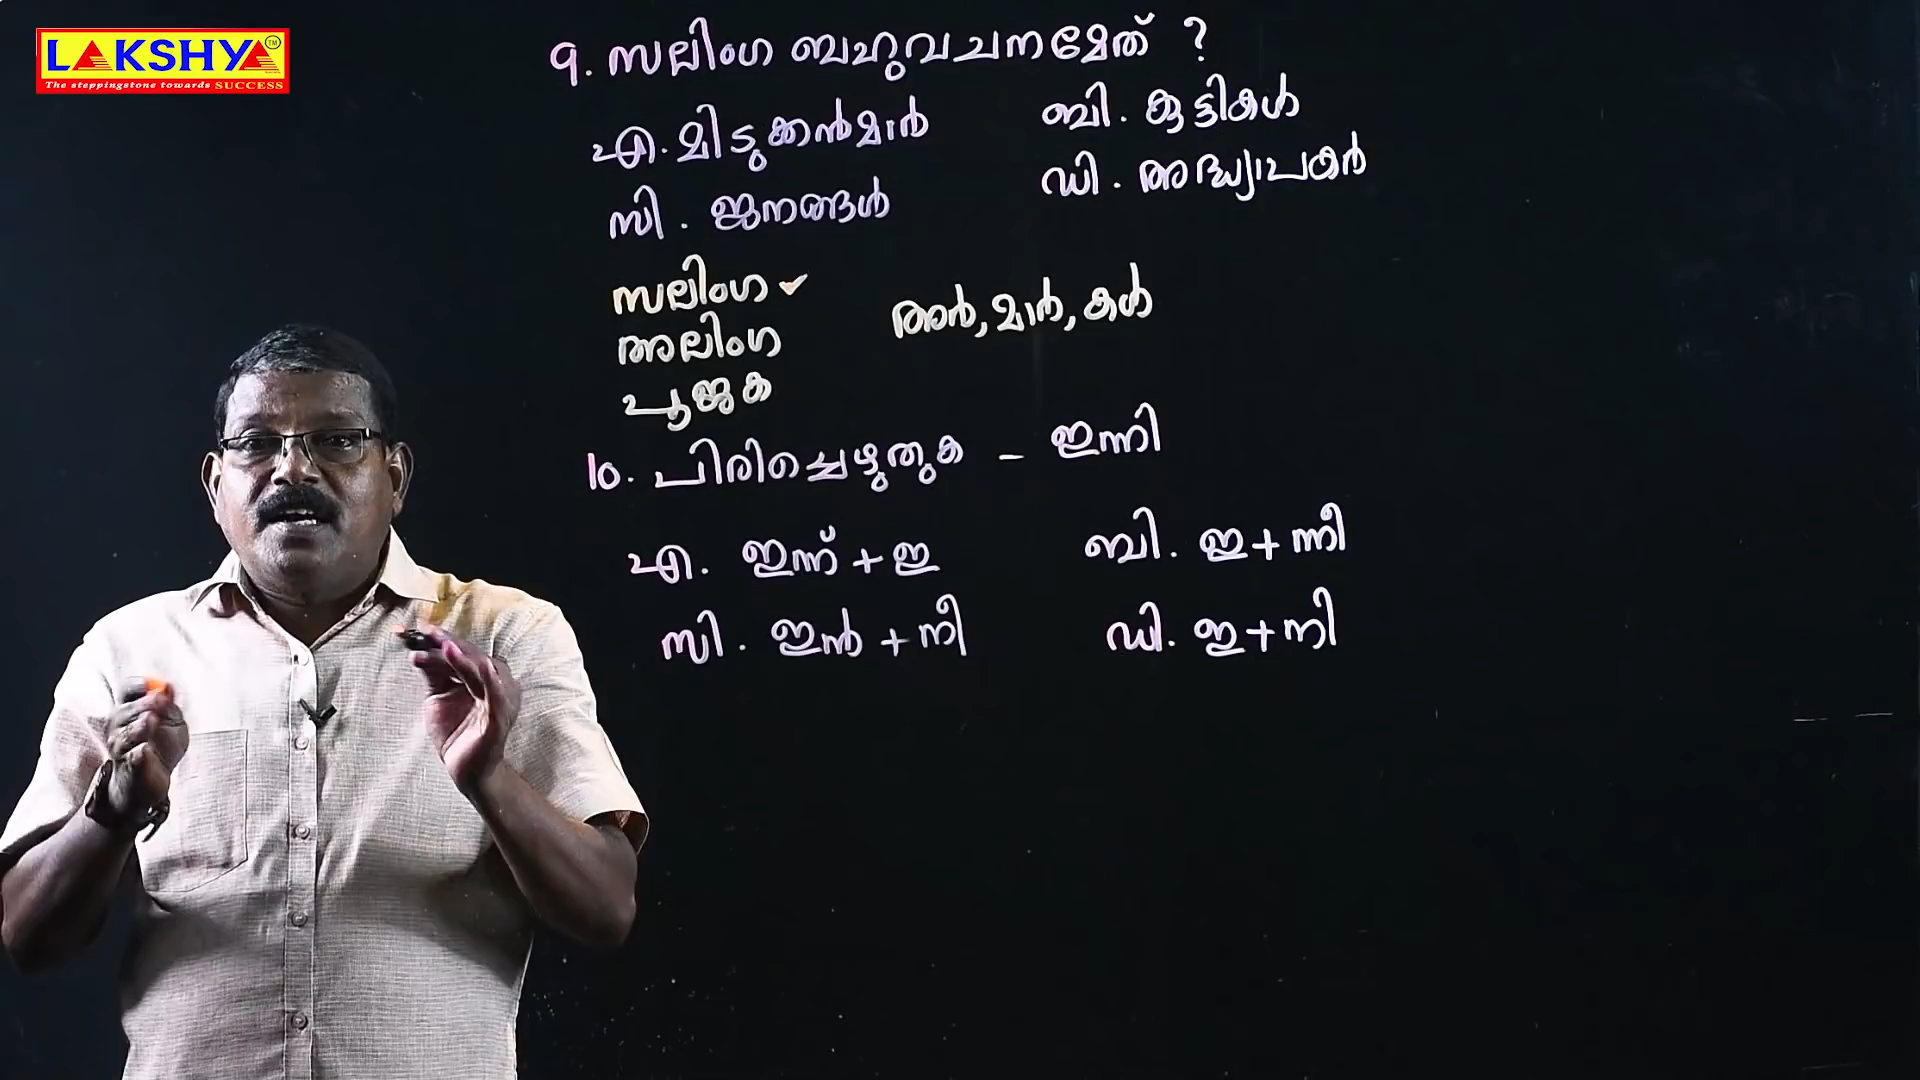 LAKSHYA TM
The steppingstone towards SUCCESS
9. സലിംഗ ബഹുവചനമേത് ?
എ. മിടുക്കൻമാർ ബി. കുട്ടികൾ
സി. ജനങ്ങൾ ഡി. അദ്ധ്യാപകർ
സലിംഗ ✓
അലിംഗ അർ, മാർ, കൾ
പൂജക
10. പിരിച്ചെഴുതുക - ഇന്നി
എ. ഇന്ന് + ഇ ബി. ഇ + ന്നീ
സി. ഇൻ + നീ ഡി. ഇ + നി